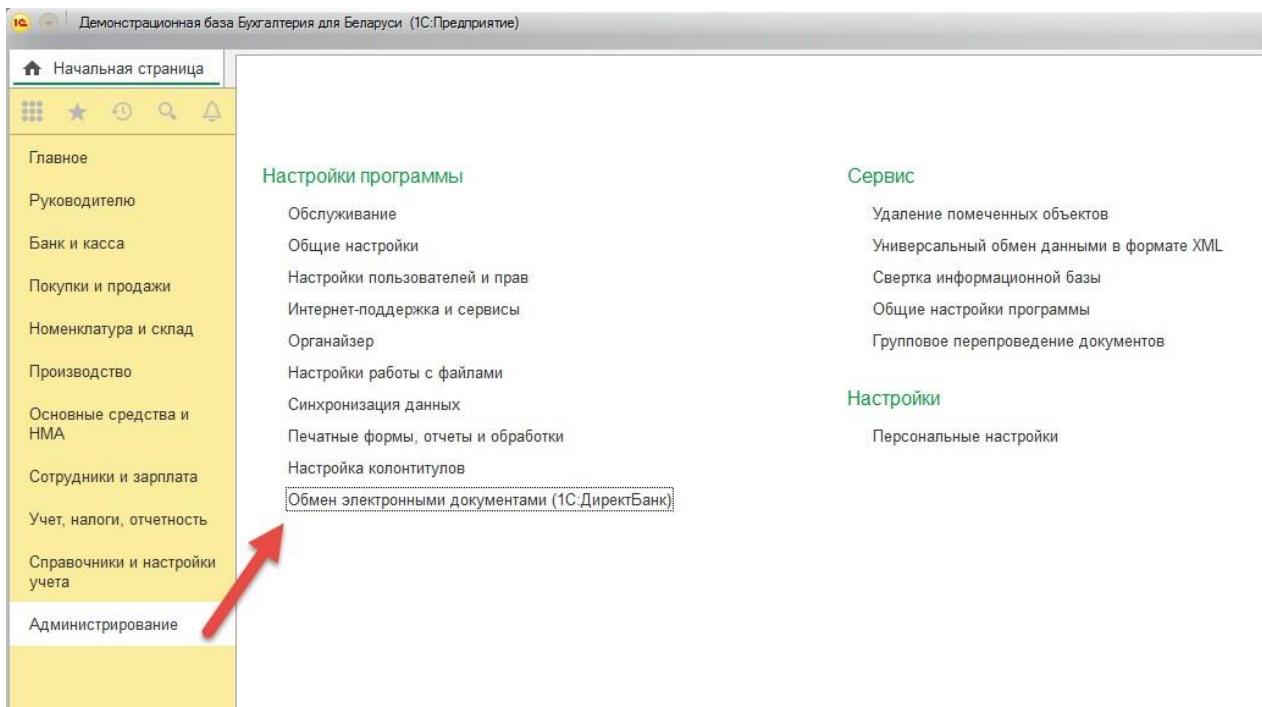 1С Демонстрационная база Бухгалтерия для Беларуси (1С:Предприятие)
Начальная страница
Главное
Руководителю
Банк и касса
Покупки и продажи
Номенклатура и склад
Производство
Основные средства и
НМА
Сотрудники и зарплата
Учет, налоги, отчетность
Справочники и настройки
учета
Администрирование
Настройки программы
Обслуживание
Общие настройки
Настройки пользователей и прав
Интернет-поддержка и сервисы
Органайзер
Настройки работы с файлами
Синхронизация данных
Печатные формы, отчеты и обработки
Настройка колонтитулов
Обмен электронными документами (1С:ДиректБанк)
Сервис
Удаление помеченных объектов
Универсальный обмен данными в формате XML
Свертка информационной базы
Общие настройки программы
Групповое перепроведение документов
Настройки
Персональные настройки